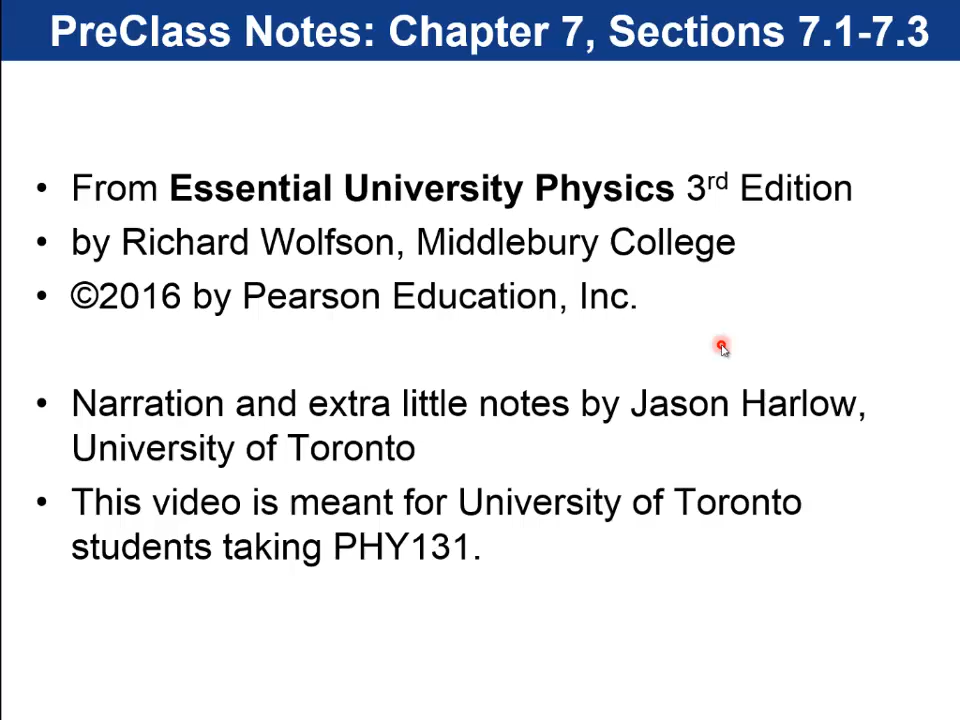 PreClass Notes: Chapter 7, Sections 7.1-7.3
• From Essential University Physics 3rd Edition
• by Richard Wolfson, Middlebury College
• ©2016 by Pearson Education, Inc.
• Narration and extra little notes by Jason Harlow,
University of Toronto
• This video is meant for University of Toronto
students taking PHY131.